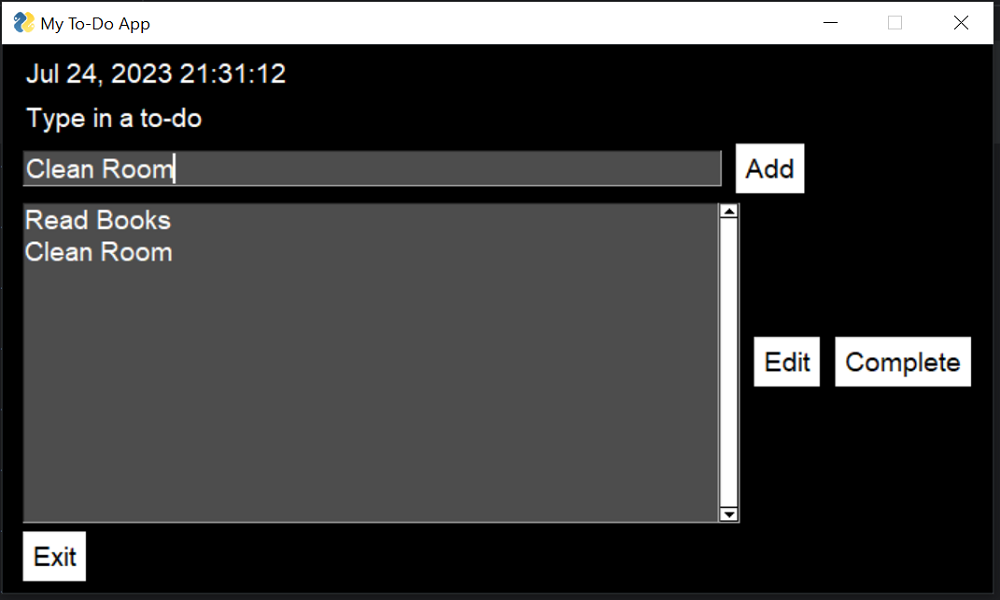 My To-Do App
Jul 24, 2023 21:31:12
Type in a to-do
Clean Room
Add
Read Books
Clean Room
Edit
Complete
Exit